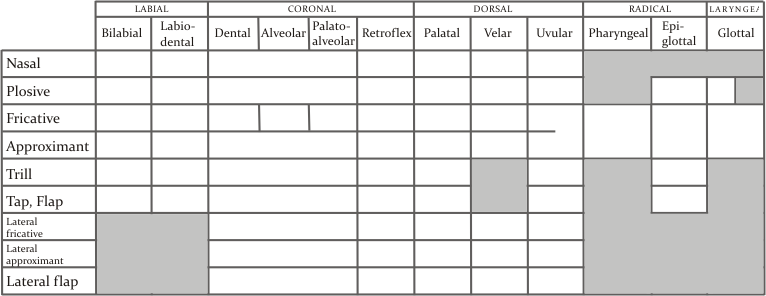 LABIAL CORONAL DORSAL RADICAL LARYNGE
Bilabial Labio-dental Dental Alveolar Palato-alveolar Retroflex Palatal Velar Uvular Pharyngeal Epi-glottal Glottal
Nasal
Plosive
Fricative
Approximant
Trill
Tap, Flap
Lateral
fricative
Lateral
approximant
Lateral flap